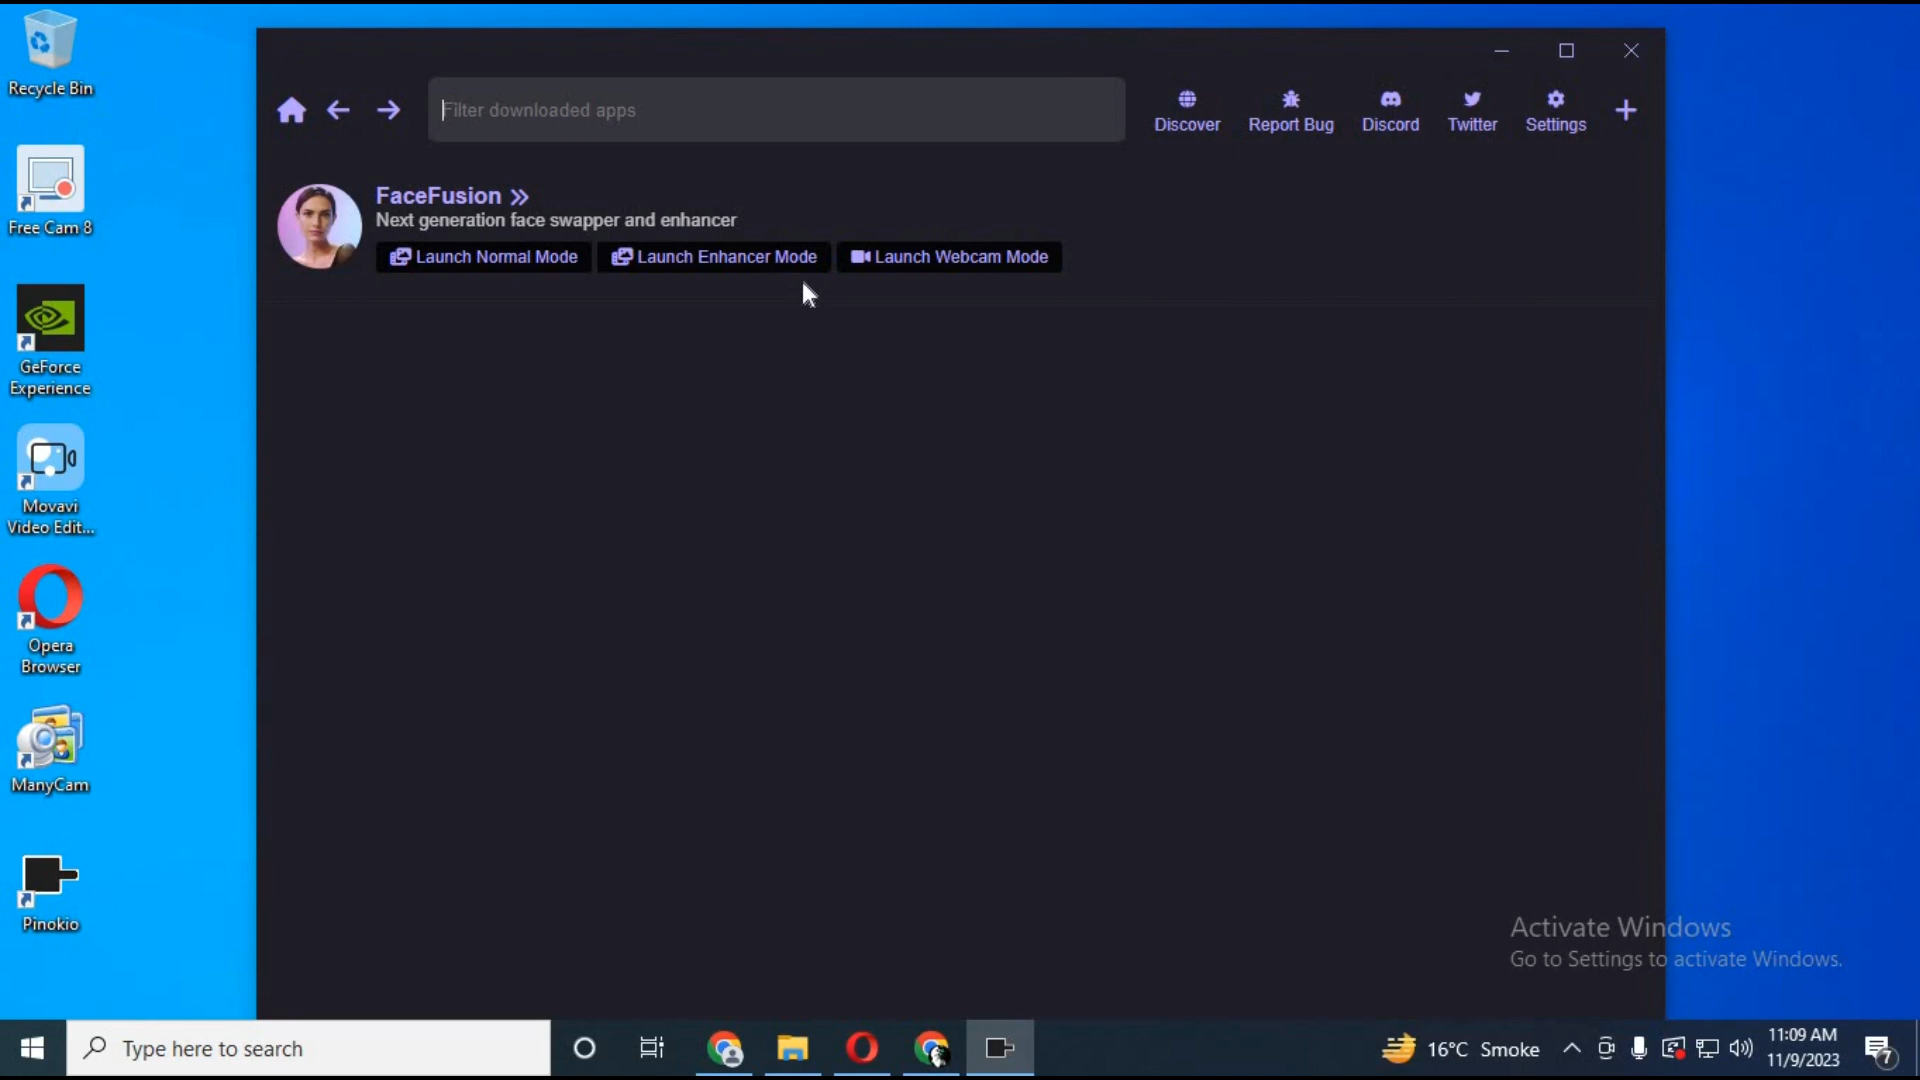 Recycle Bin
Free Cam 8
GeForce
Experience
Movavi
Video Edit...
Opera
Browser
ManyCam
Pinokio
Filter downloaded apps
Discover
Report Bug
Discord
Twitter
Settings
FaceFusion
Next generation face swapper and enhancer
Launch Normal Mode
Launch Enhancer Mode
Launch Webcam Mode
Activate Windows
Go to Settings to activate Windows.
Type here to search
16°C Smoke
11:09 AM
11/9/2023
7